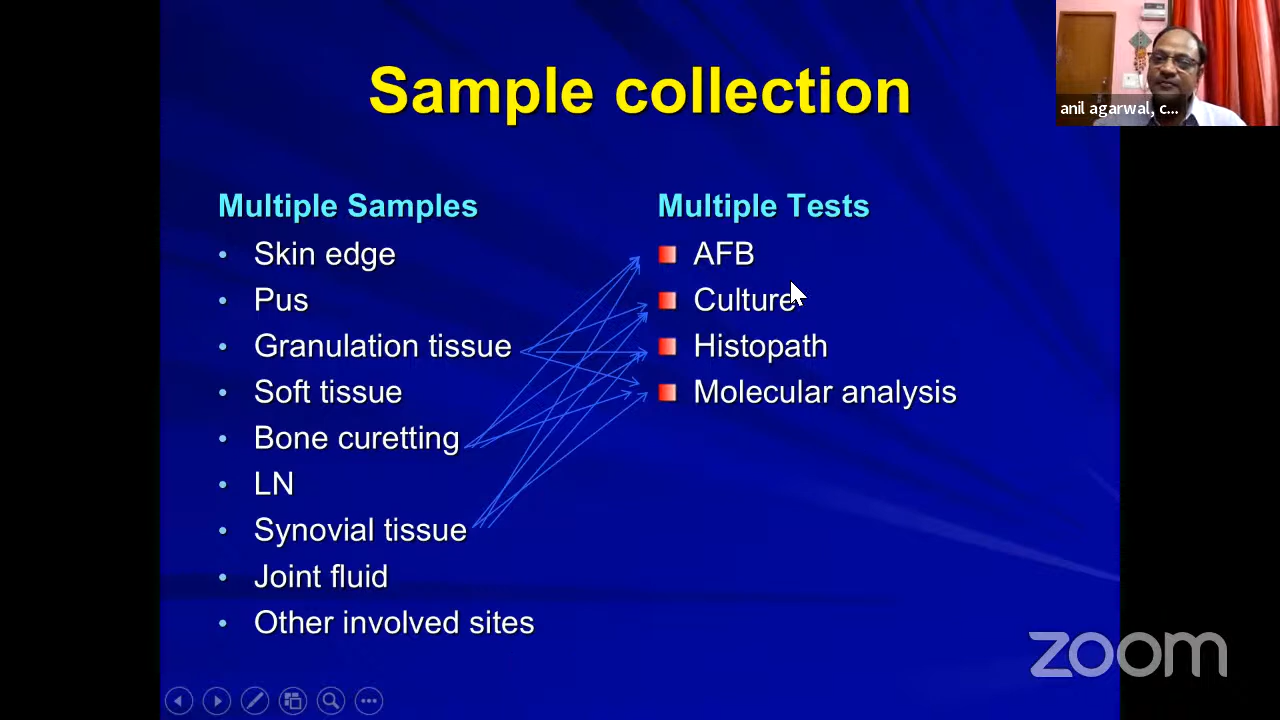 Sample collection
anil agarwal, c...
Multiple Samples
Skin edge
Pus
Granulation tissue
Soft tissue
Bone curetting
LN
Synovial tissue
Joint fluid
Other involved sites
Multiple Tests
AFB
Culture
Histopath
Molecular analysis
zoom